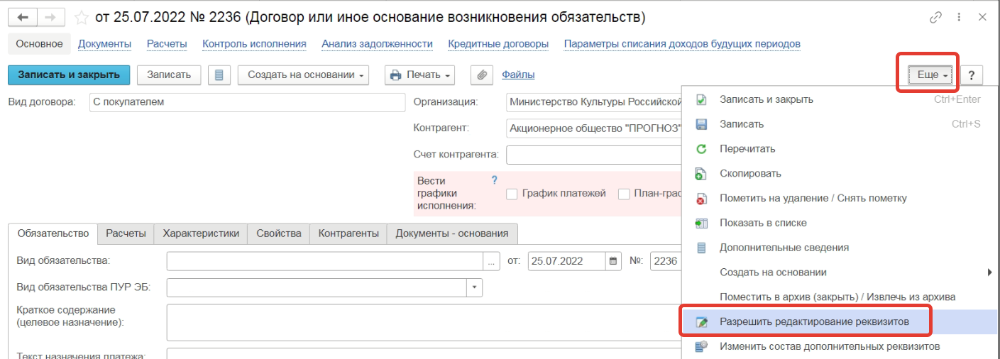 от 25.07.2022 № 2236 (Договор или иное основание возникновения обязательств)
Основное Документы Расчеты Контроль исполнения Анализ задолженности Кредитные договоры Параметры списания доходов будущих периодов
Записать и закрыть Записать Создать на основании Печать Файлы Еще ?
Вид договора: С покупателем Организация: Министерство Культуры Российской
Контрагент: Акционерное общество "ПРОГНОЗ"
Счет контрагента:
Вести графики исполнения: ? График платежей План-грас
Обязательство Расчеты Характеристики Свойства Контрагенты Документы - основания
Вид обязательства: ... от: 25.07.2022 №: 2236
Вид обязательства ПУР ЭБ:
Краткое содержание
(целевое назначение):
Текст назначения платежа:
Записать и закрыть Ctrl+Enter
Записать Ctrl+S
Перечитать
Скопировать
Пометить на удаление / Снять пометку
Показать в списке
Дополнительные сведения
Создать на основании
Поместить в архив (закрыть) / Извлечь из архива
Разрешить редактирование реквизитов
Изменить состав дополнительных реквизитов